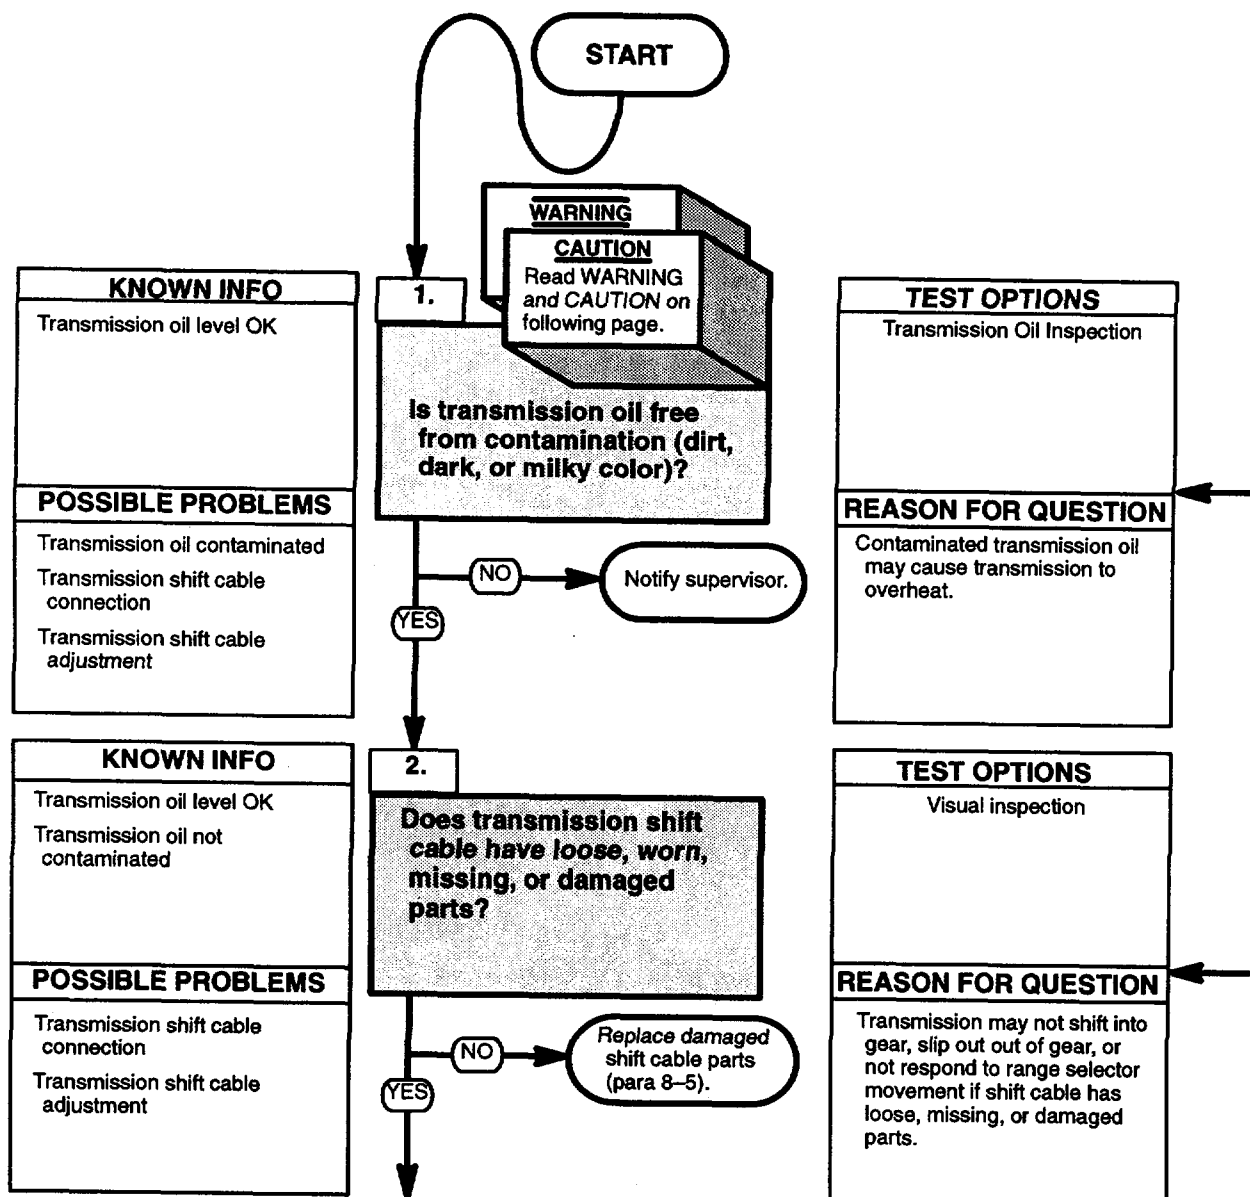 START
WARNING
CAUTION
Read WARNING
and CAUTION on
following page.
KNOWN INFO
Transmission oil level OK
POSSIBLE PROBLEMS
Transmission oil contaminated
Transmission shift cable
connection
Transmission shift cable
adjustment
1.
Is transmission oil free
from contamination (dirt,
dark, or milky color)?
NO
Notify supervisor.
YES
TEST OPTIONS
Transmission Oil Inspection
REASON FOR QUESTION
Contaminated transmission oil
may cause transmission to
overheat.
KNOWN INFO
Transmission oil level OK
Transmission oil not
contaminated
POSSIBLE PROBLEMS
Transmission shift cable
connection
Transmission shift cable
adjustment
2.
Does transmission shift
cable have loose, worn,
missing, or damaged
parts?
NO
Replace damaged
shift cable parts
(para 8–5).
YES
TEST OPTIONS
Visual inspection
REASON FOR QUESTION
Transmission may not shift into
gear, slip out out of gear, or
not respond to range selector
movement if shift cable has
loose, missing, or damaged
parts.